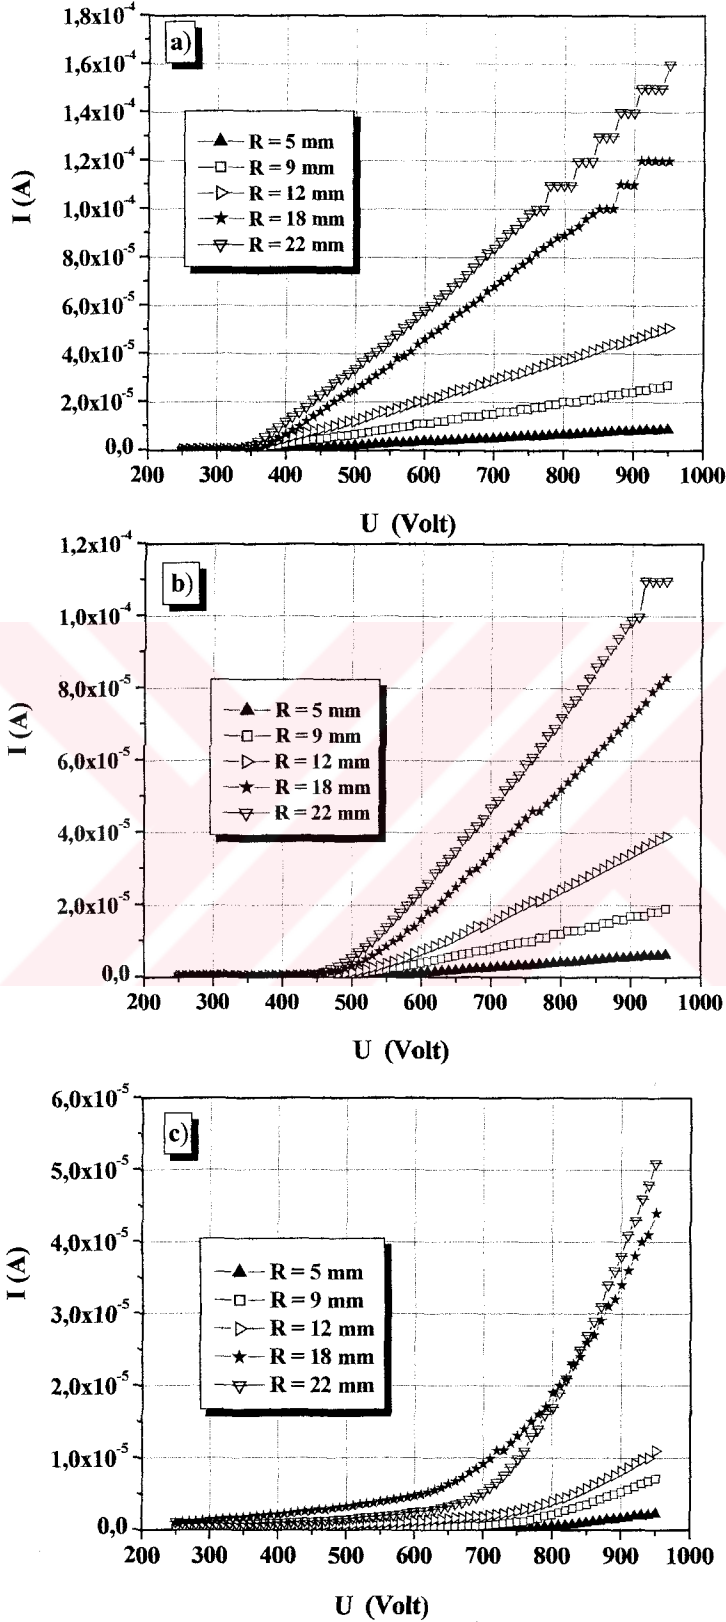 a)
1,8x10⁻⁴
1,6x10⁻⁴
1,4x10⁻⁴
1,2x10⁻⁴
1,0x10⁻⁴
8,0x10⁻⁵
6,0x10⁻⁵
4,0x10⁻⁵
2,0x10⁻⁵
0,0
I (A)
R = 5 mm
R = 9 mm
R = 12 mm
R = 18 mm
R = 22 mm
200 300 400 500 600 700 800 900 1000
U (Volt)
b)
1,2x10⁻⁴
1,0x10⁻⁴
8,0x10⁻⁵
6,0x10⁻⁵
4,0x10⁻⁵
2,0x10⁻⁵
0,0
I (A)
R = 5 mm
R = 9 mm
R = 12 mm
R = 18 mm
R = 22 mm
200 300 400 500 600 700 800 900 1000
U (Volt)
c)
6,0x10⁻⁵
5,0x10⁻⁵
4,0x10⁻⁵
3,0x10⁻⁵
2,0x10⁻⁵
1,0x10⁻⁵
0,0
I (A)
R = 5 mm
R = 9 mm
R = 12 mm
R = 18 mm
R = 22 mm
200 300 400 500 600 700 800 900 1000
U (Volt)